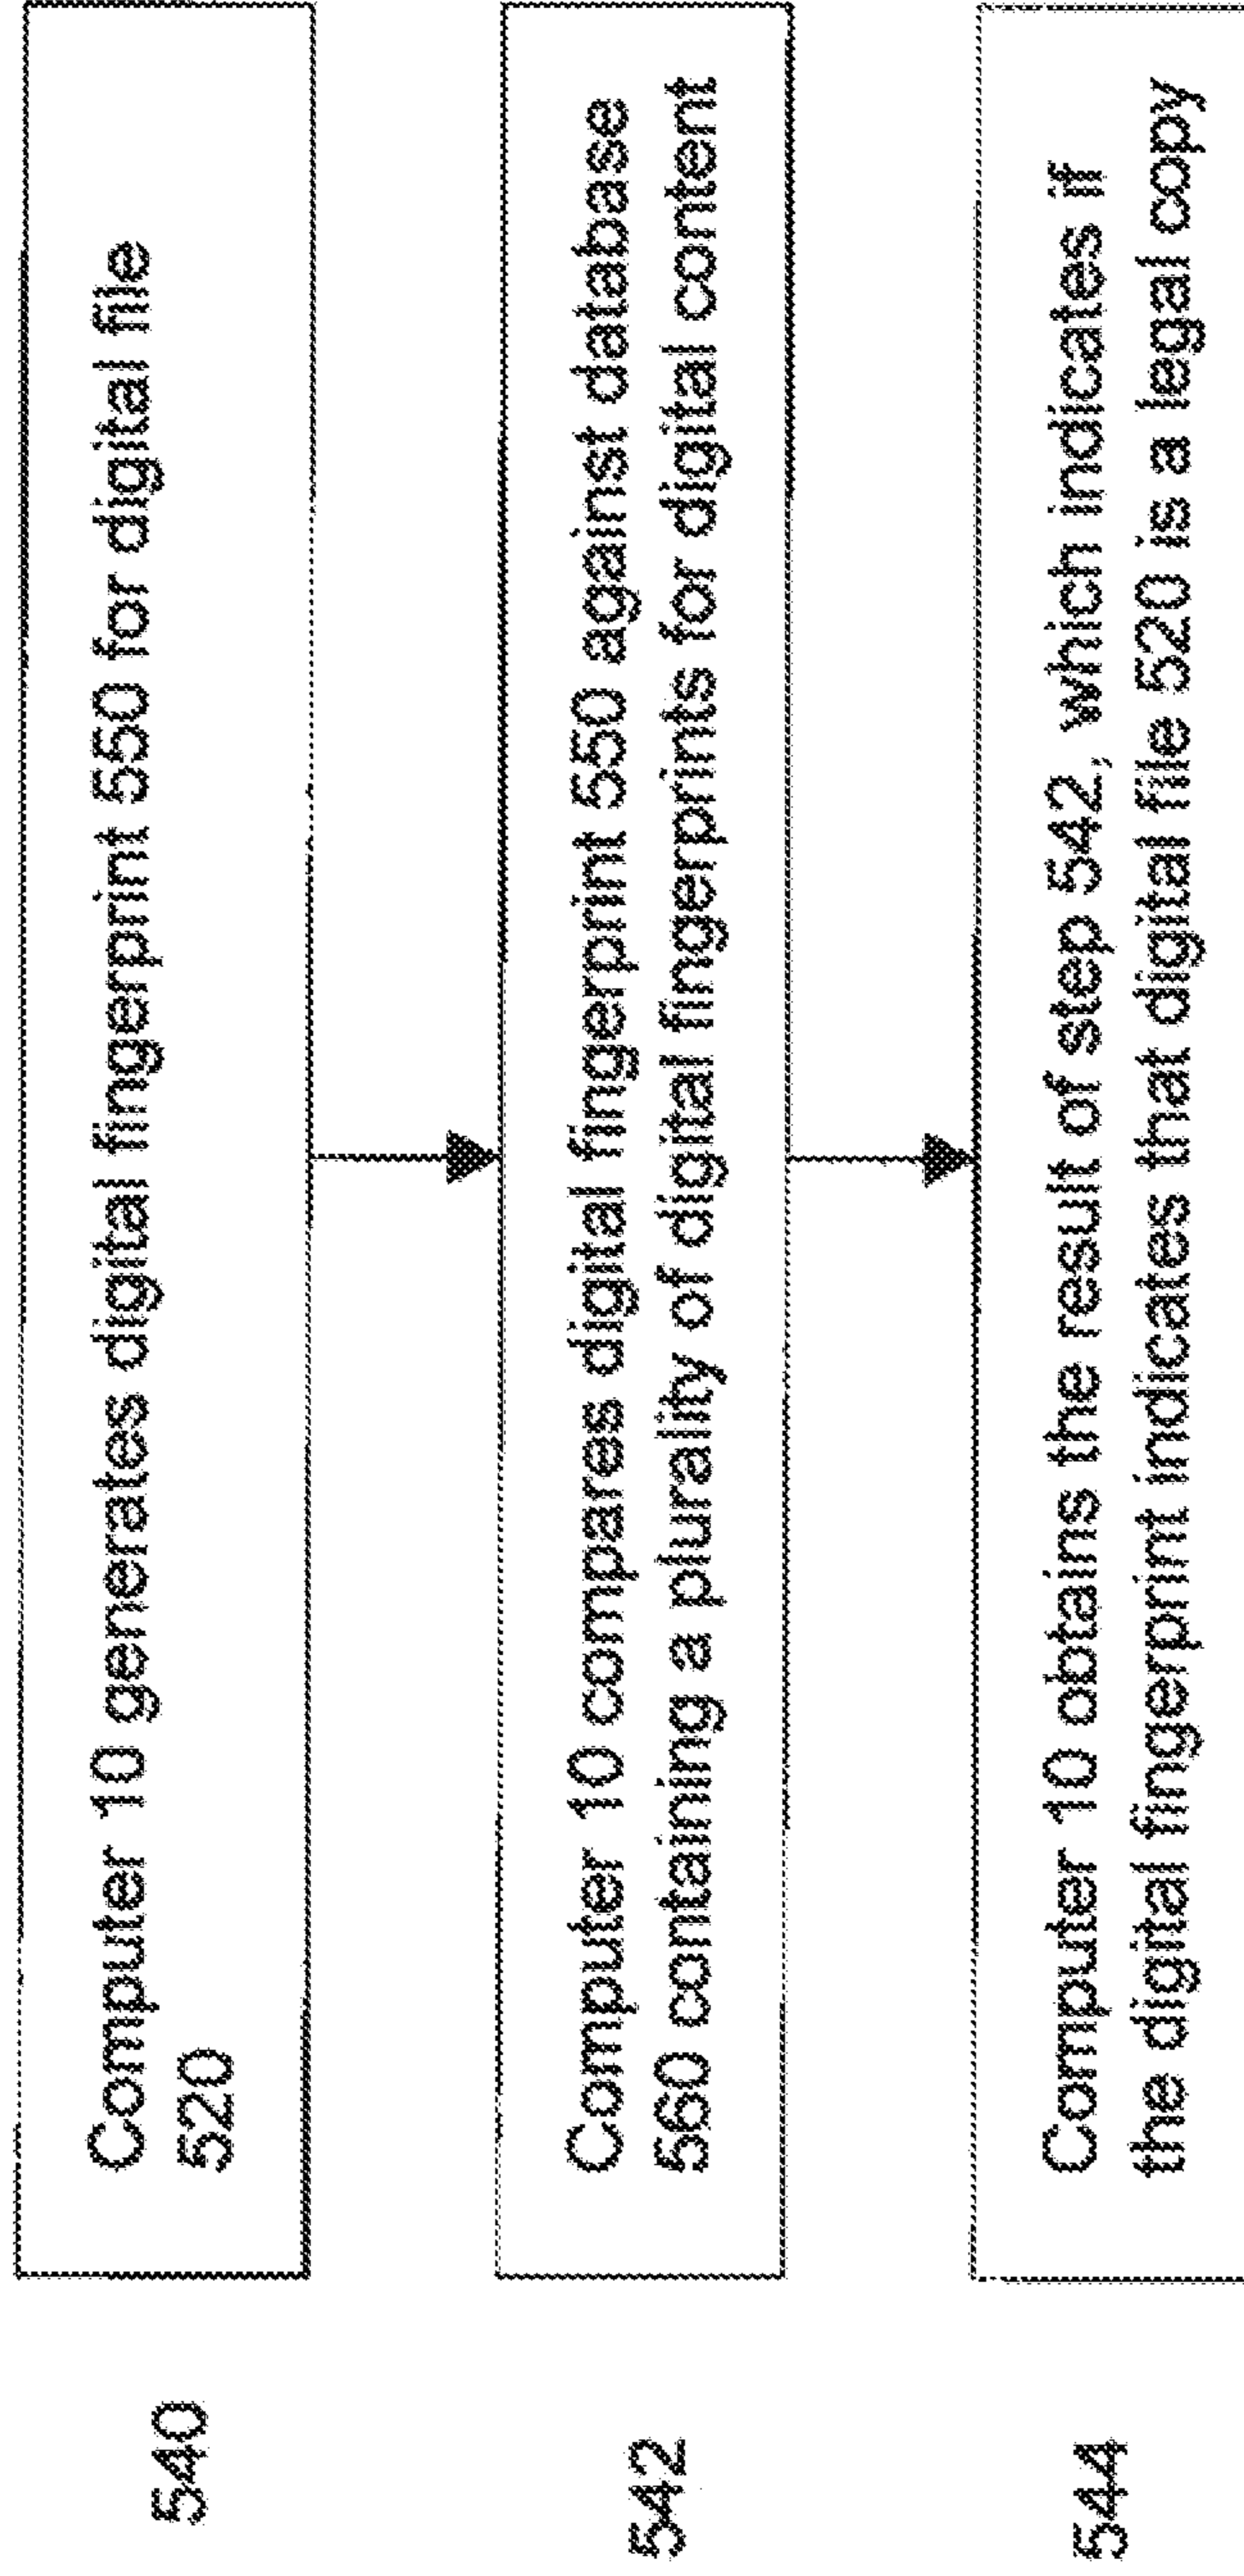 540
Computer 10 generates digital fingerprint 550 for digital file
520
542
Computer 10 compares digital fingerprint 550 against database
560 containing a plurality of digital fingerprints for digital content
544
Computer 10 obtains the result of step 542, which indicates if
the digital fingerprint indicates that digital file 520 is a legal copy